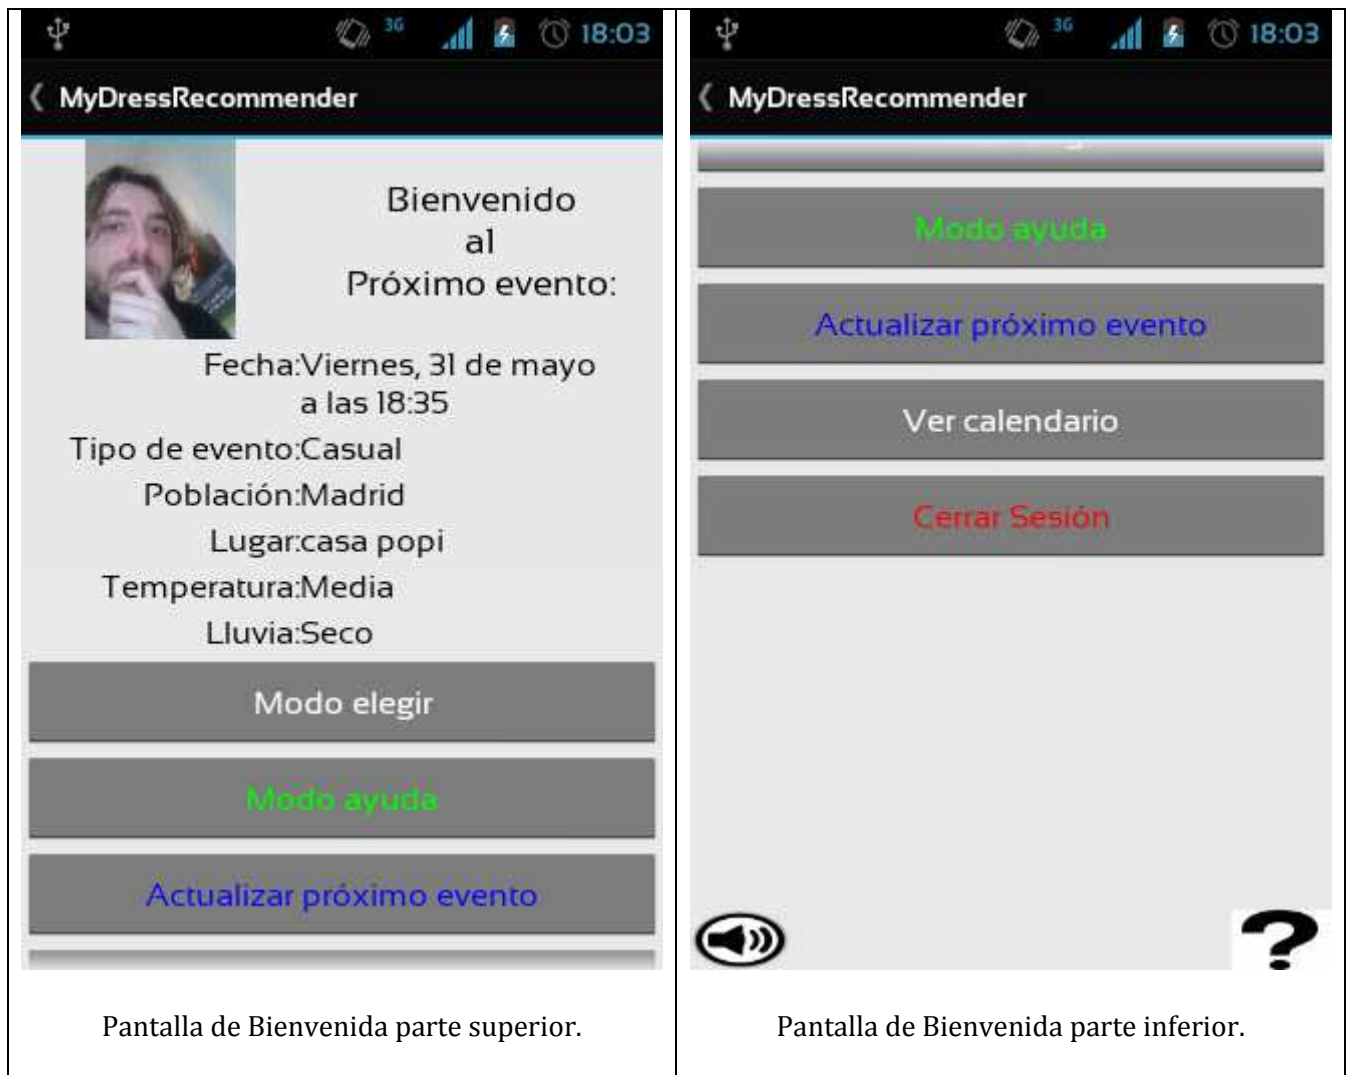 3G 18:03
MyDressRecommender
Bienvenido
al
Próximo evento:
Fecha:Viernes, 31 de mayo
a las 18:35
Tipo de evento:Casual
Población:Madrid
Lugar:casa popi
Temperatura:Media
Lluvia:Seco
Modo elegir
Modo ayuda
Actualizar próximo evento
Pantalla de Bienvenida parte superior.
3G 18:03
MyDressRecommender
Modo ayuda
Actualizar próximo evento
Ver calendario
Cerrar Sesión
?
Pantalla de Bienvenida parte inferior.